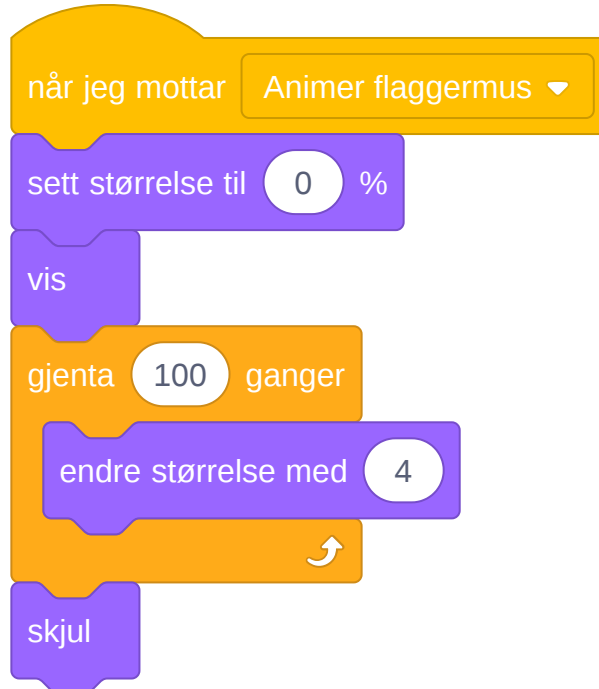 når jeg mottar Animer flaggermus
sett størrelse til 0 %
vis
gjenta 100 ganger
endre størrelse med 4
skjul